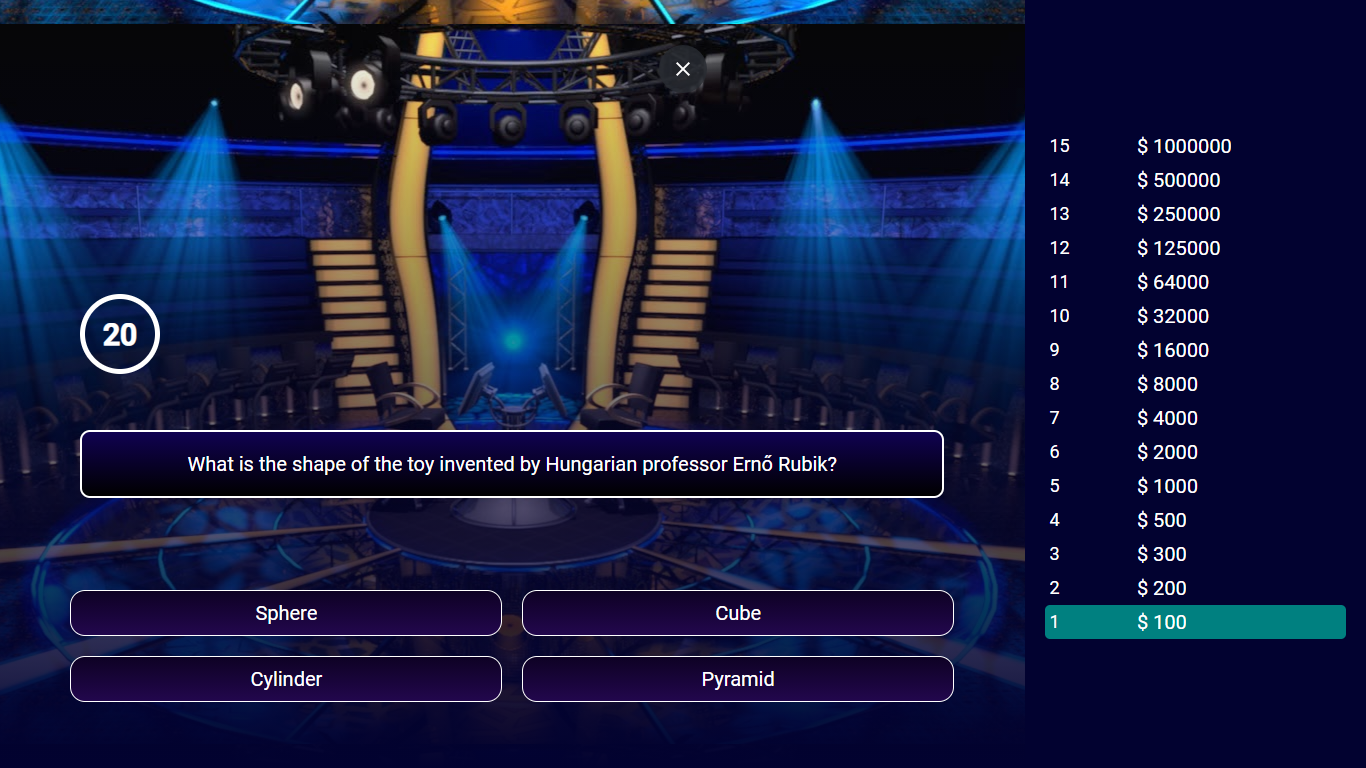 20
What is the shape of the toy invented by Hungarian professor Ernő Rubik?
Sphere
Cube
Cylinder
Pyramid
15 $ 1000000
14 $ 500000
13 $ 250000
12 $ 125000
11 $ 64000
10 $ 32000
9 $ 16000
8 $ 8000
7 $ 4000
6 $ 2000
5 $ 1000
4 $ 500
3 $ 300
2 $ 200
1 $ 100